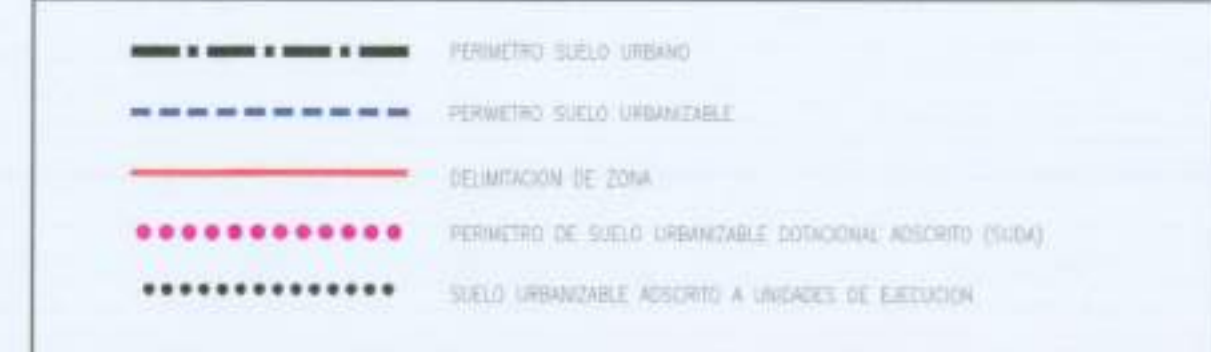 PERIMETRO SUELO URBANO
PERIMETRO SUELO URBANIZABLE
DELIMITACION DE ZONA
PERIMETRO DE SUELO URBANIZABLE DOTACIONAL ADSCRITO (SUDA)
SUELO URBANIZABLE ADSCRITO A UNIDADES DE EJECUCION